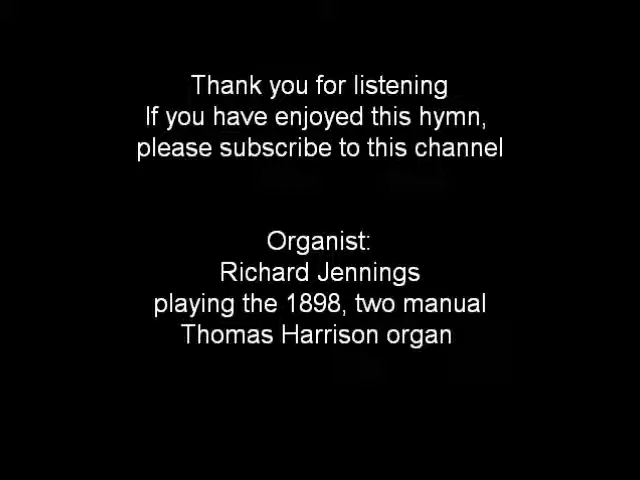 Thank you for listening
If you have enjoyed this hymn,
please subscribe to this channel
Organist:
Richard Jennings
playing the 1898, two manual
Thomas Harrison organ